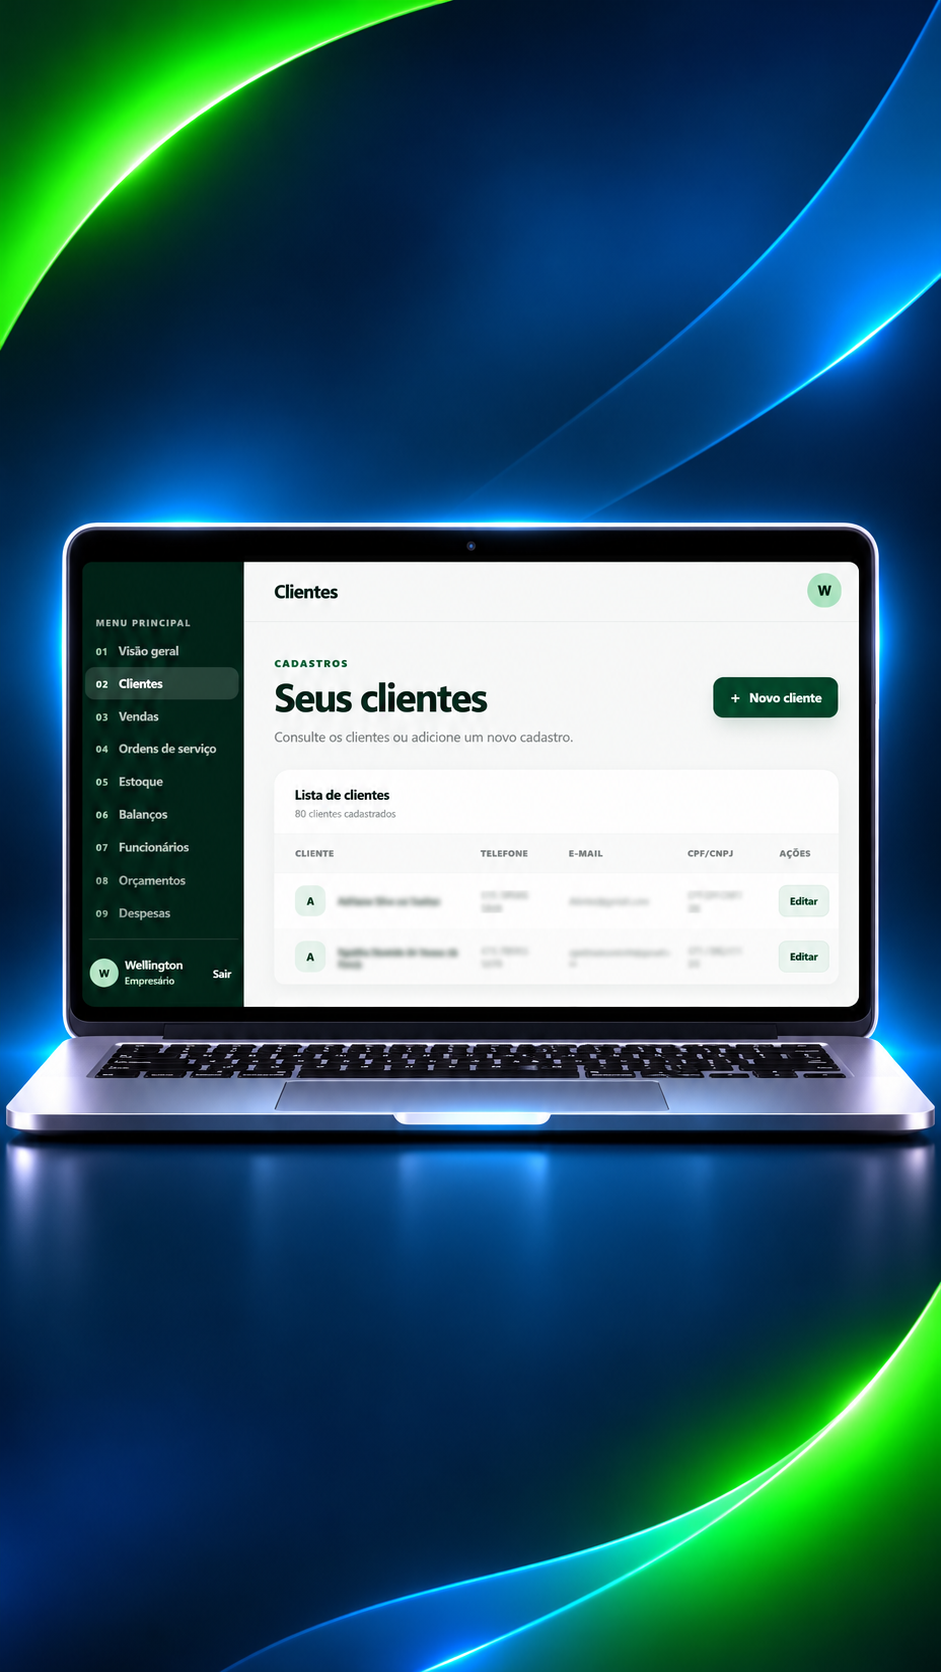 Clientes
W
MENU PRINCIPAL
01 Visão geral
02 Clientes
03 Vendas
04 Ordens de serviço
05 Estoque
06 Balanços
07 Funcionários
08 Orçamentos
09 Despesas
W
Wellington
Empresário
Sair
CADASTROS
Seus clientes
+ Novo cliente
Consulte os clientes ou adicione um novo cadastro.
Lista de clientes
80 clientes cadastrados
CLIENTE TELEFONE E-MAIL CPF/CNPJ AÇÕES
A Editar
A Editar